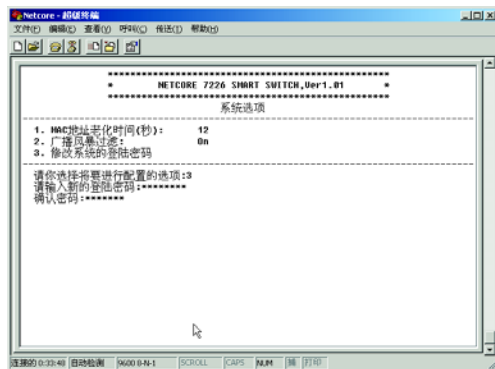 Netcore - 超级终端
文件(F) 编辑(E) 查看(V) 呼叫(C) 传送(T) 帮助(H)
****************************************************
* NETCORE 7226 SMART SWITCH,Ver1.01 *
****************************************************
系统选项
1. MAC地址老化时间(秒): 12
2. 广播风暴过滤: On
3. 修改系统的登陆密码
请你选择将要进行配置的选项:3
请输入新的登陆密码:********
确认密码:*******
连接的 0:33:48 自动检测 9600 8-N-1 SCROLL CAPS NUM 捕 打印